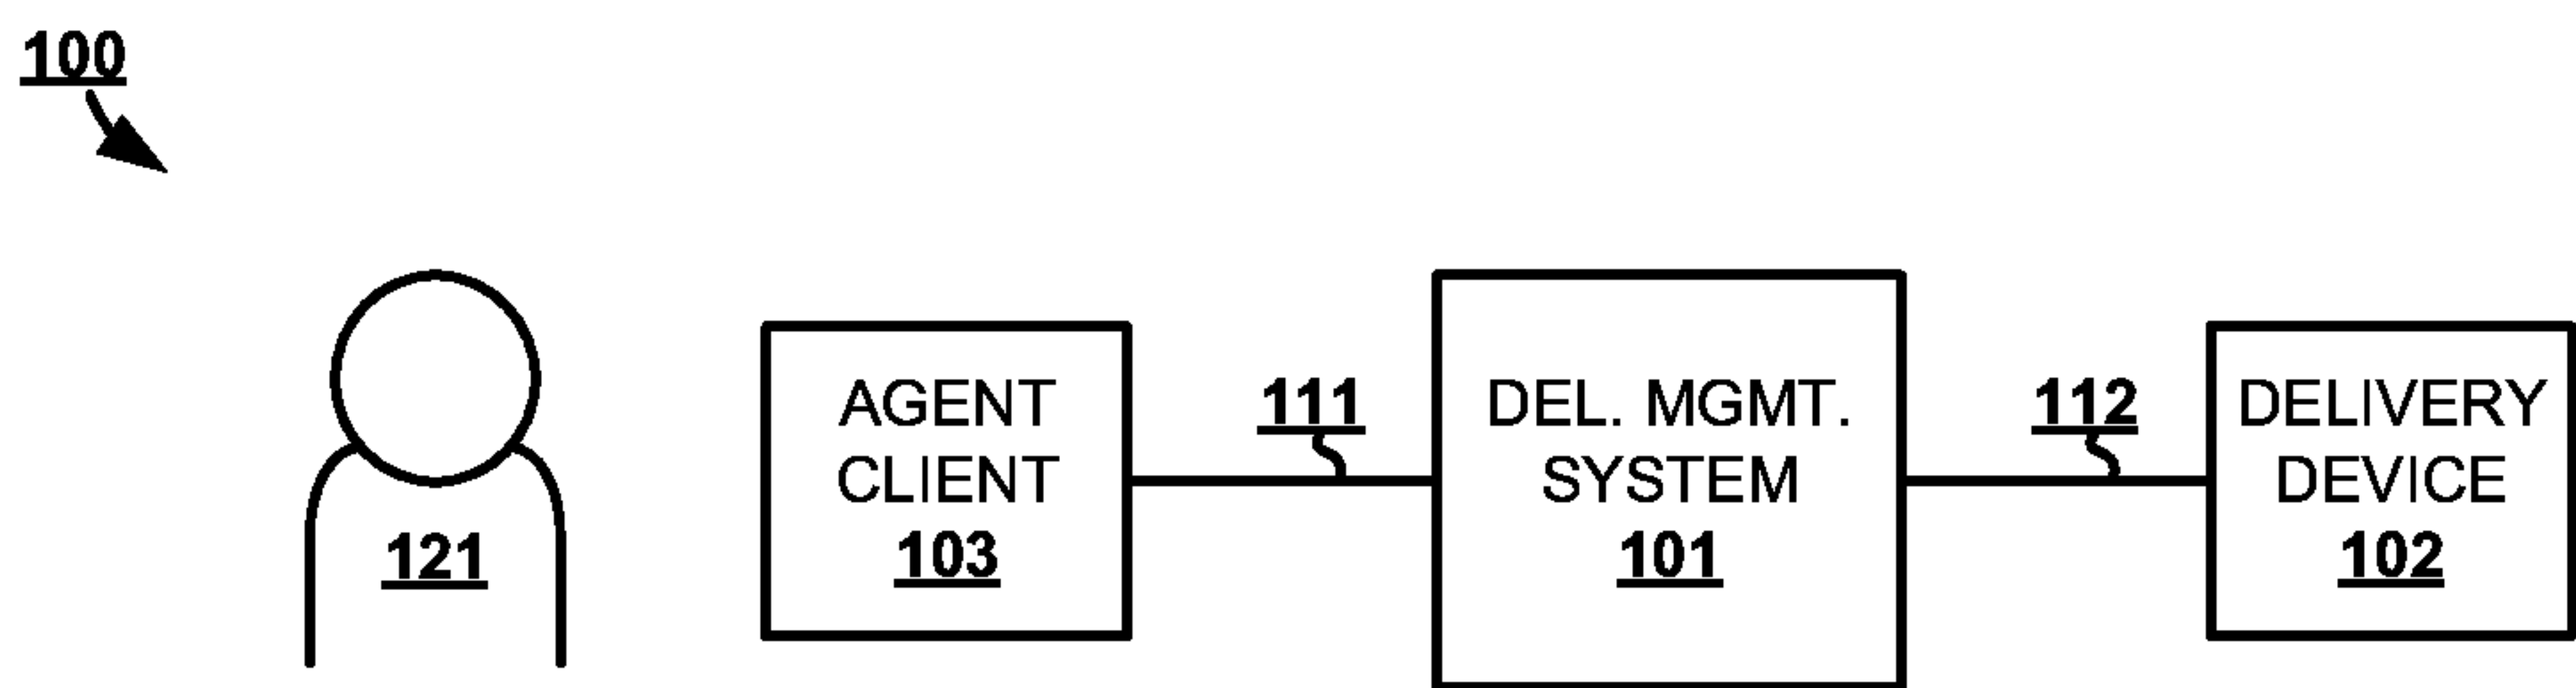 100
121
AGENT
CLIENT
103
111
DEL. MGMT.
SYSTEM
101
112
DELIVERY
DEVICE
102